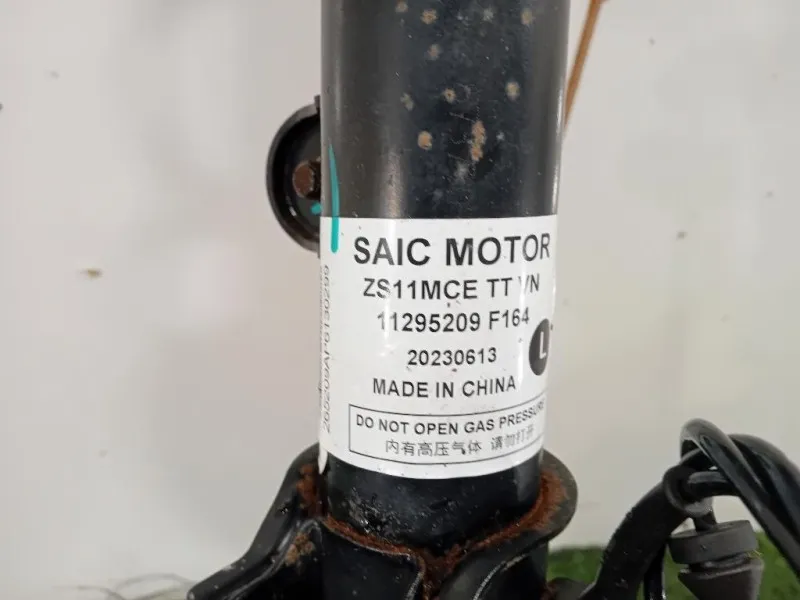 SAIC MOTOR
ZS11MCE TT VN
11295209 F164
L
20230613
MADE IN CHINA
DO NOT OPEN GAS PRESSURE
内有高压气体 请勿打开